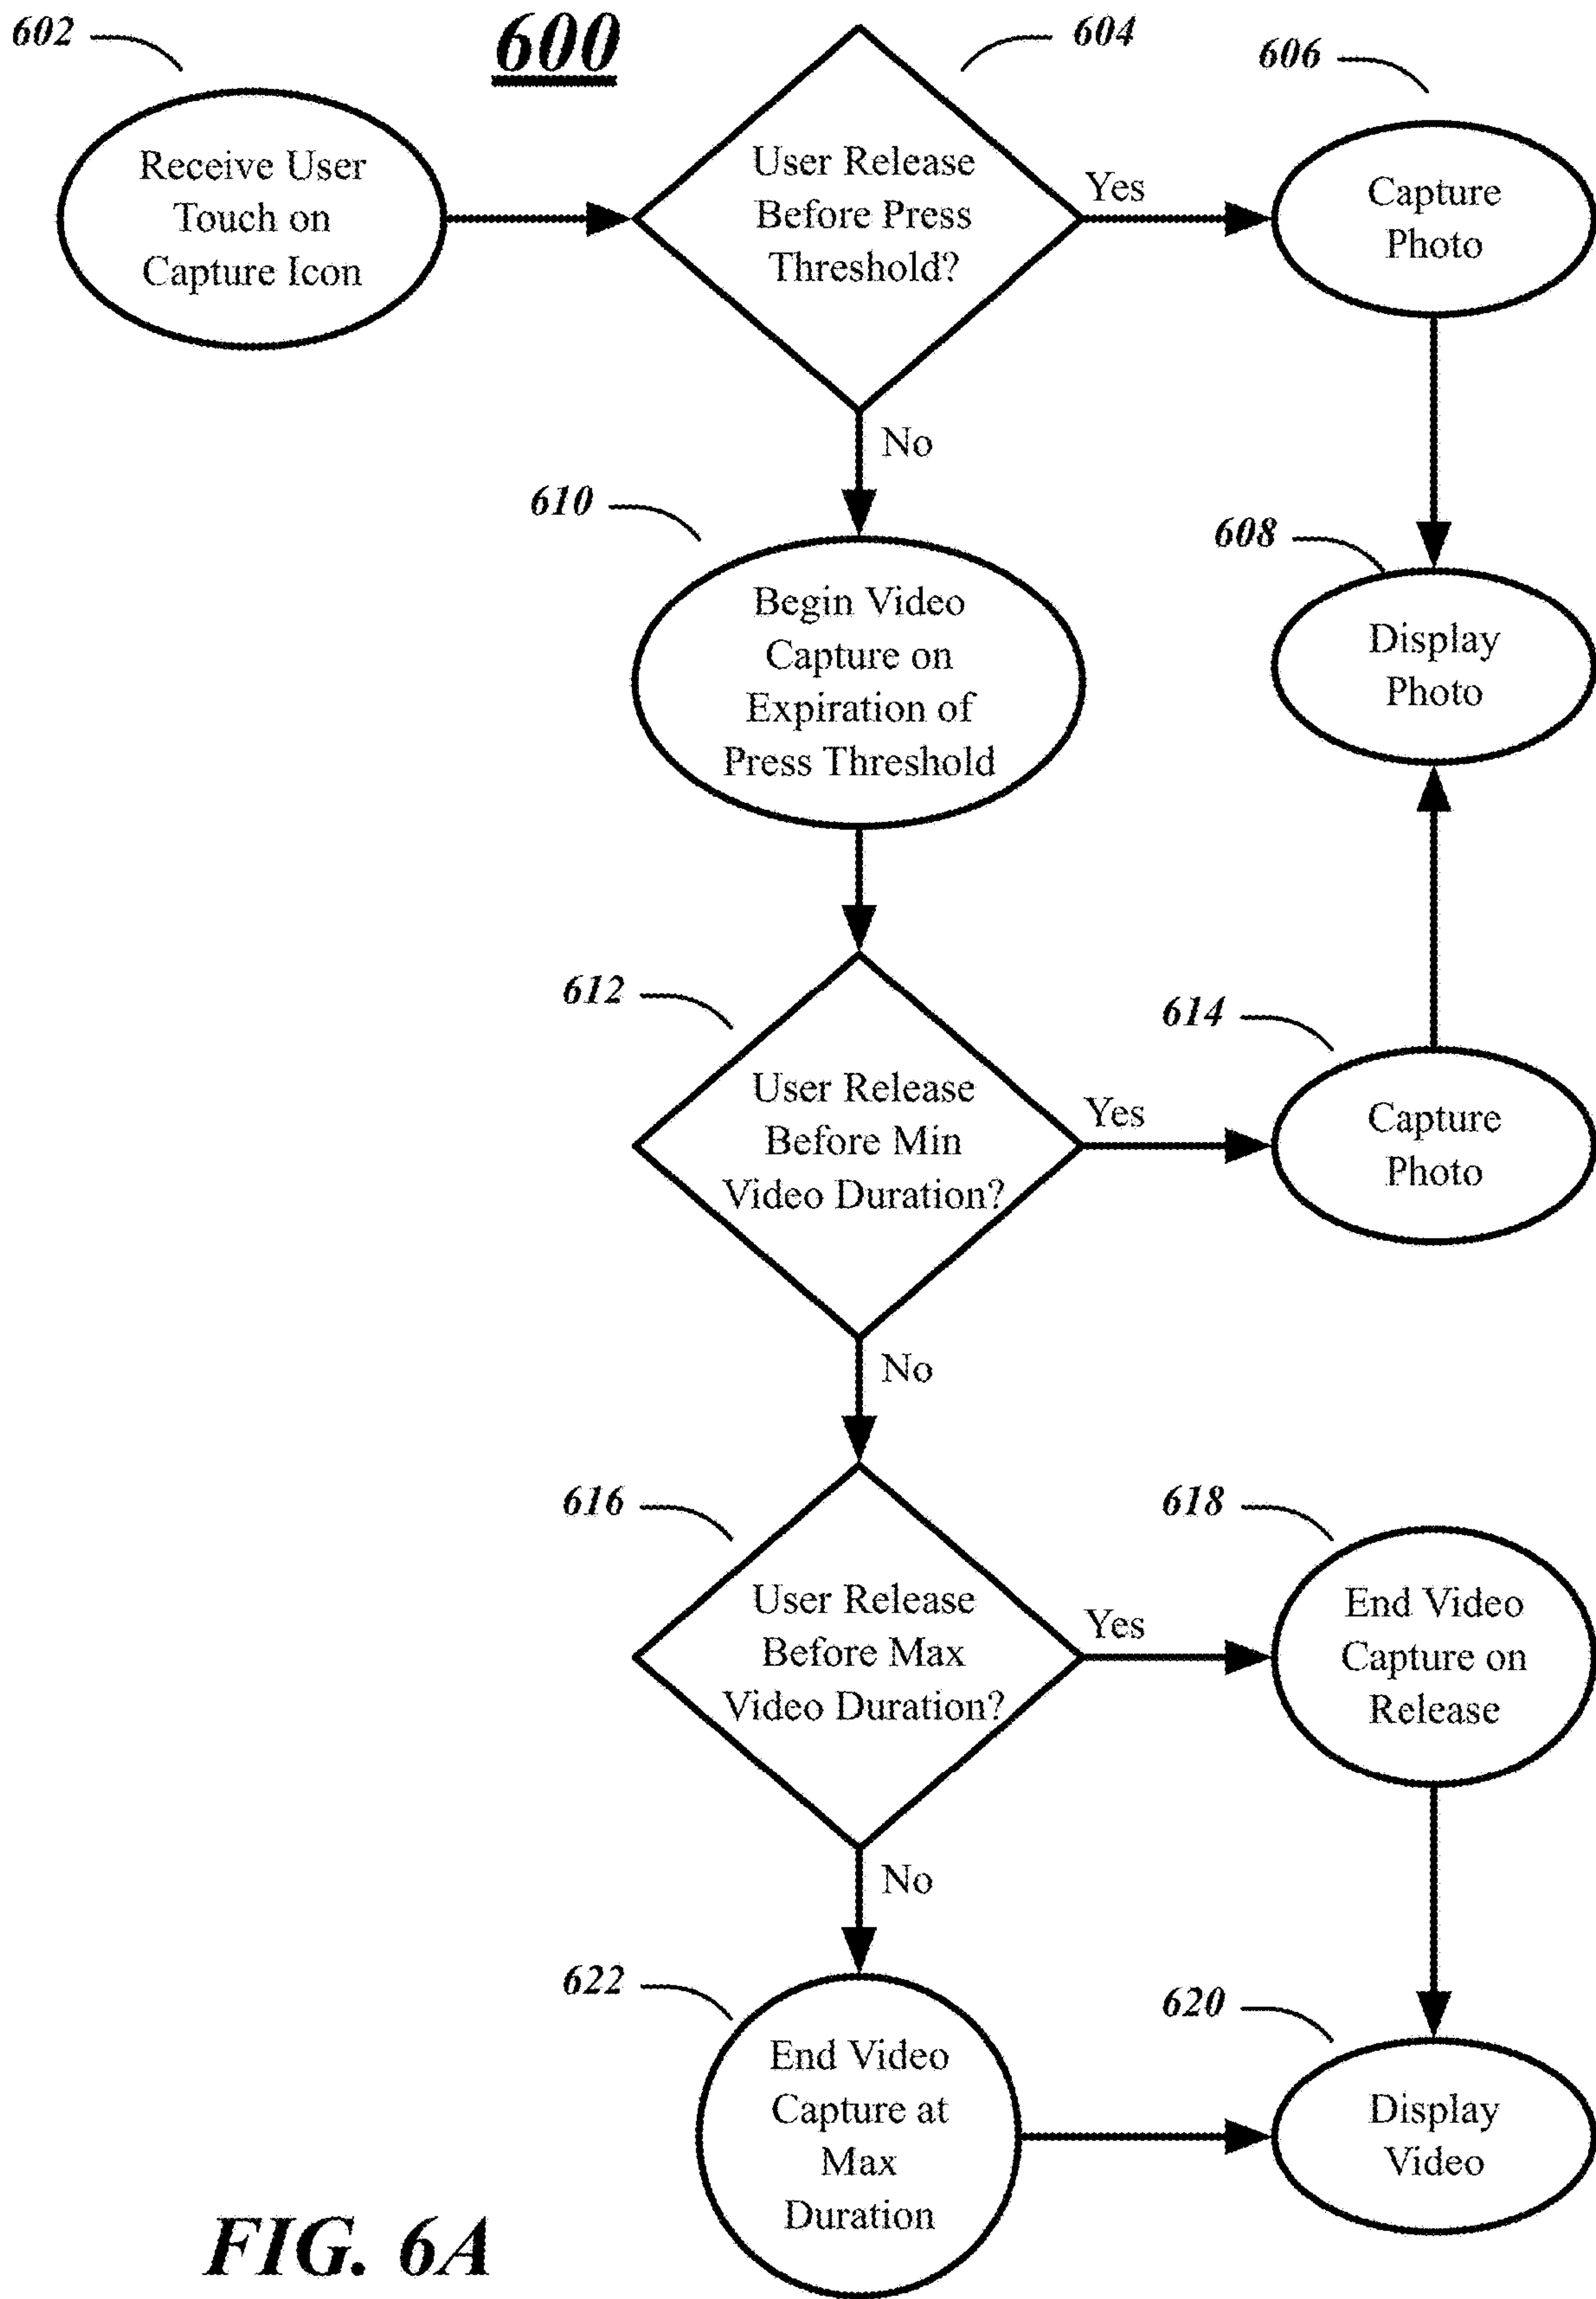 602
600
604
606
Receive User
Touch on
Capture Icon
User Release
Before Press
Threshold?
Yes
Capture
Photo
No
610
608
Begin Video
Capture on
Expiration of
Press Threshold
Display
Photo
612
614
User Release
Before Min
Video Duration?
Yes
Capture
Photo
No
616
618
User Release
Before Max
Video Duration?
Yes
End Video
Capture on
Release
No
622
620
End Video
Capture at
Max
Duration
Display
Video
FIG. 6A